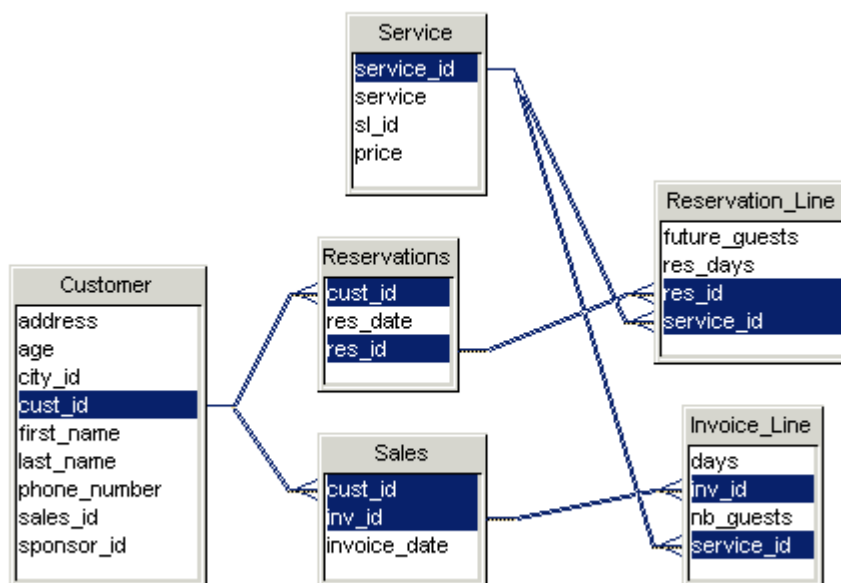 Service
service_id
service
sl_id
price
Reservation_Line
future_guests
res_days
res_id
service_id
Reservations
cust_id
res_date
res_id
Customer
address
age
city_id
cust_id
first_name
last_name
phone_number
sales_id
sponsor_id
Sales
cust_id
inv_id
invoice_date
Invoice_Line
days
inv_id
nb_guests
service_id